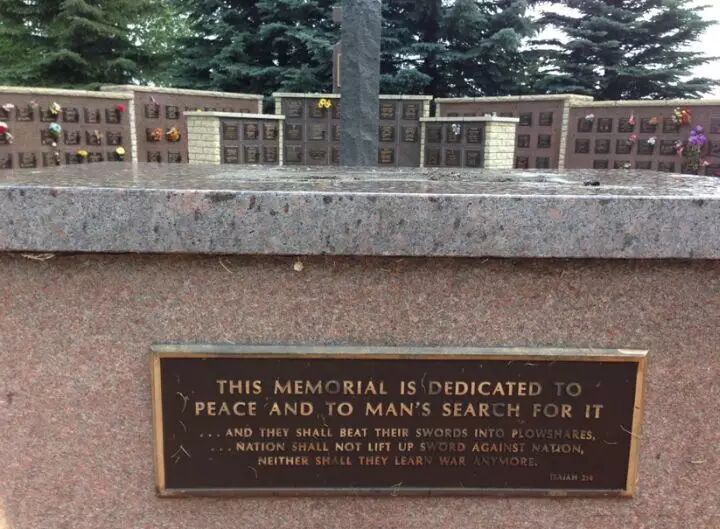 THIS MEMORIAL IS DEDICATED TO
PEACE AND TO MAN'S SEARCH FOR IT
...AND THEY SHALL BEAT THEIR SWORDS INTO PLOWSHARES,
...NATION SHALL NOT LIFT UP SWORD AGAINST NATION,
NEITHER SHALL THEY LEARN WAR ANYMORE.
ISAIAH 2:4